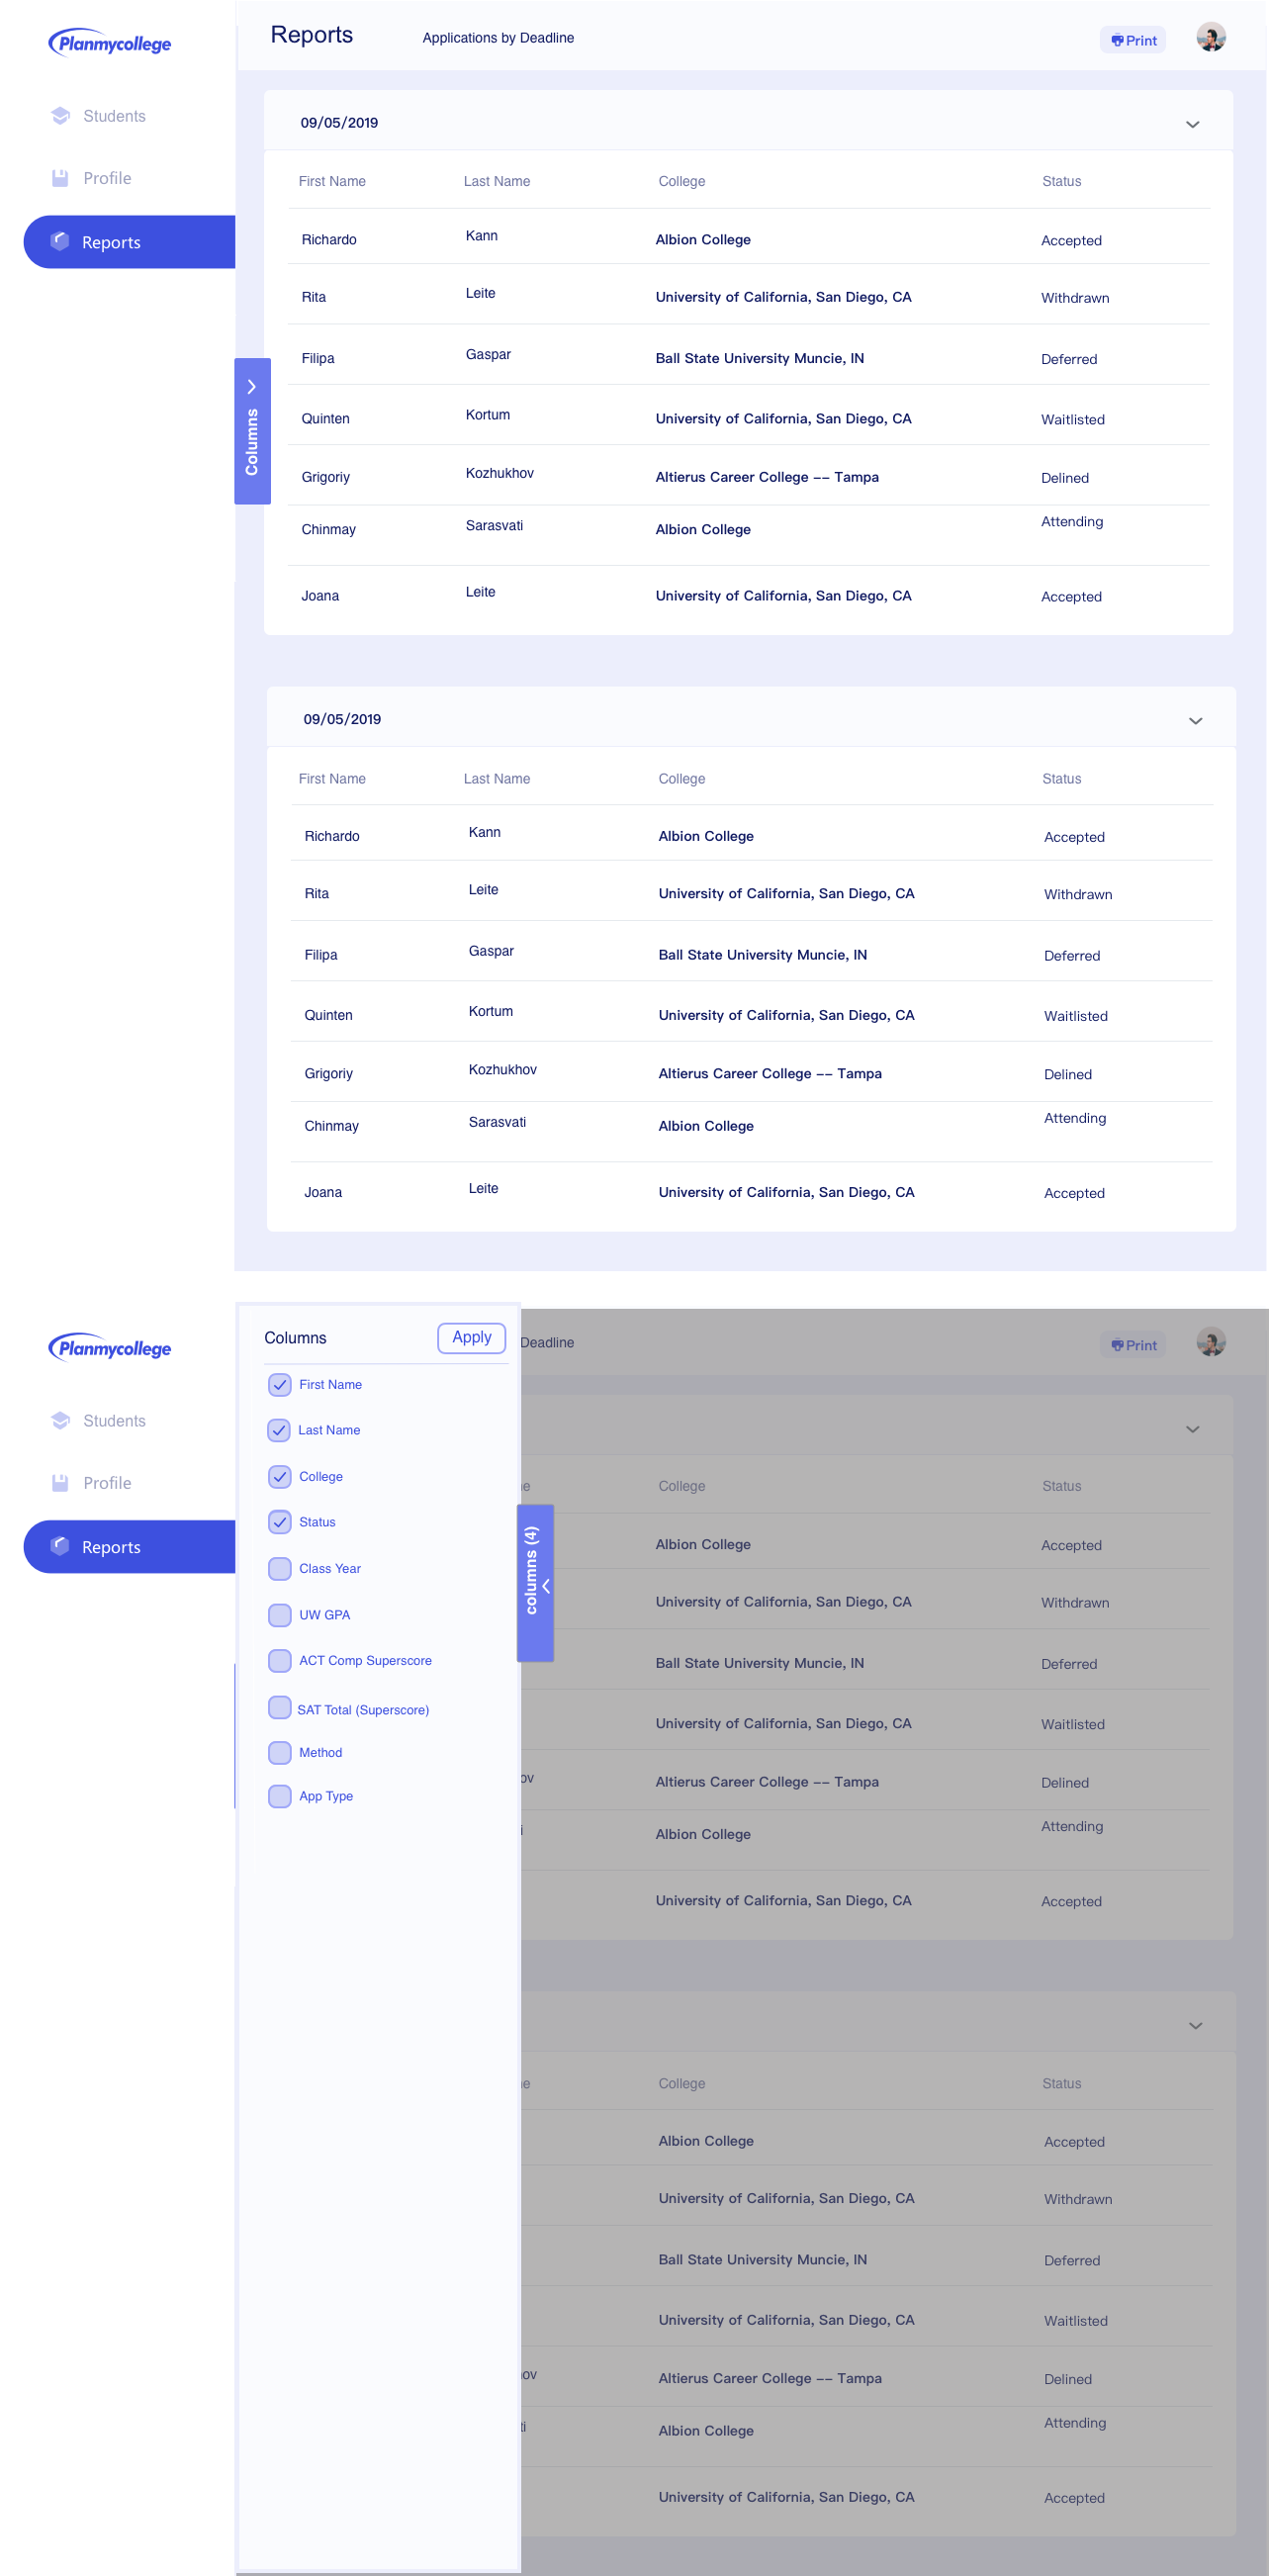 Planmycollege
Reports
Applications by Deadline
Print
Students
Profile
Reports
Columns
09/05/2019
First Name Last Name College Status
Richardo Kann Albion College Accepted
Rita Leite University of California, San Diego, CA Withdrawn
Filipa Gaspar Ball State University Muncie, IN Deferred
Quinten Kortum University of California, San Diego, CA Waitlisted
Grigoriy Kozhukhov Altierus Career College -- Tampa Delined
Chinmay Sarasvati Albion College Attending
Joana Leite University of California, San Diego, CA Accepted
09/05/2019
First Name Last Name College Status
Richardo Kann Albion College Accepted
Rita Leite University of California, San Diego, CA Withdrawn
Filipa Gaspar Ball State University Muncie, IN Deferred
Quinten Kortum University of California, San Diego, CA Waitlisted
Grigoriy Kozhukhov Altierus Career College -- Tampa Delined
Chinmay Sarasvati Albion College Attending
Joana Leite University of California, San Diego, CA Accepted
Planmycollege
Students
Profile
Reports
Columns
Apply
First Name
Last Name
College
Status
Class Year
UW GPA
ACT Comp Superscore
SAT Total (Superscore)
Method
App Type
columns (4)
Deadline
Print
ne College Status
Albion College Accepted
University of California, San Diego, CA Withdrawn
Ball State University Muncie, IN Deferred
University of California, San Diego, CA Waitlisted
ov Altierus Career College -- Tampa Delined
i Albion College Attending
University of California, San Diego, CA Accepted
ne College Status
Albion College Accepted
University of California, San Diego, CA Withdrawn
Ball State University Muncie, IN Deferred
University of California, San Diego, CA Waitlisted
ov Altierus Career College -- Tampa Delined
ti Albion College Attending
University of California, San Diego, CA Accepted